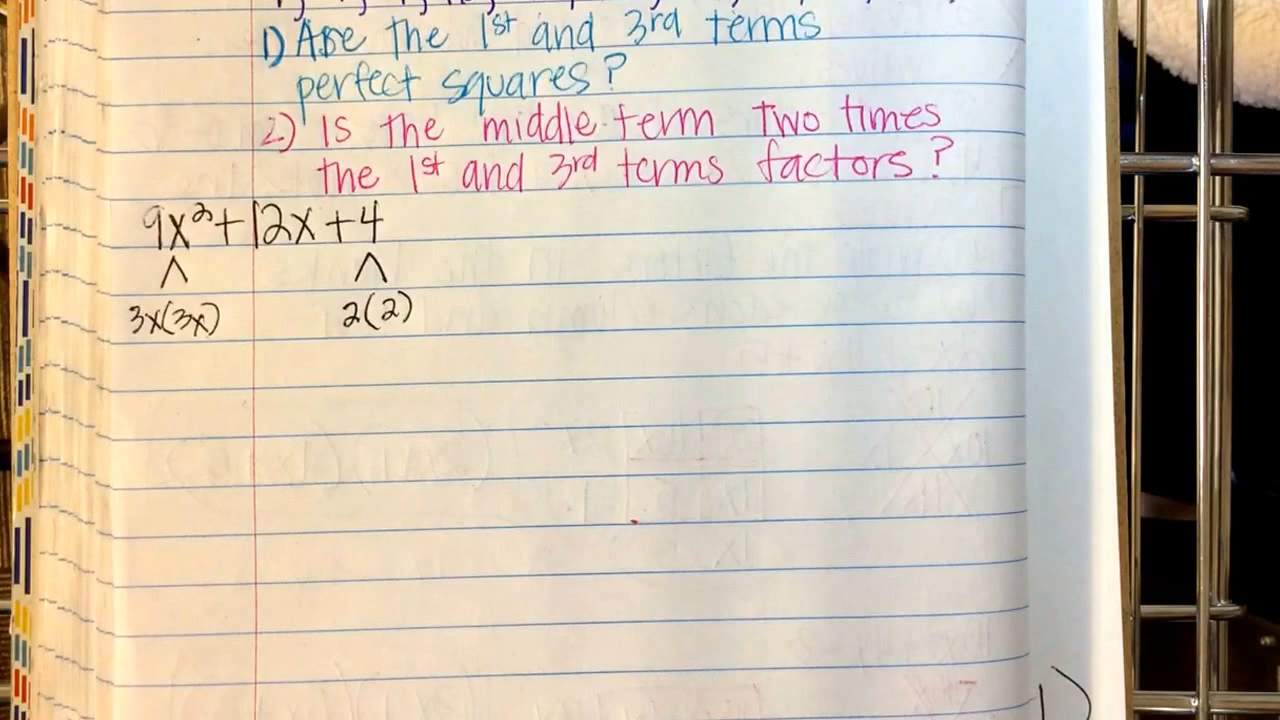 1) Are the 1st and 3rd terms
perfect squares?
2.) Is the middle term two times
the 1st and 3rd terms factors?
9x²+12x+4
^ ^
3x(3x) 2(2)